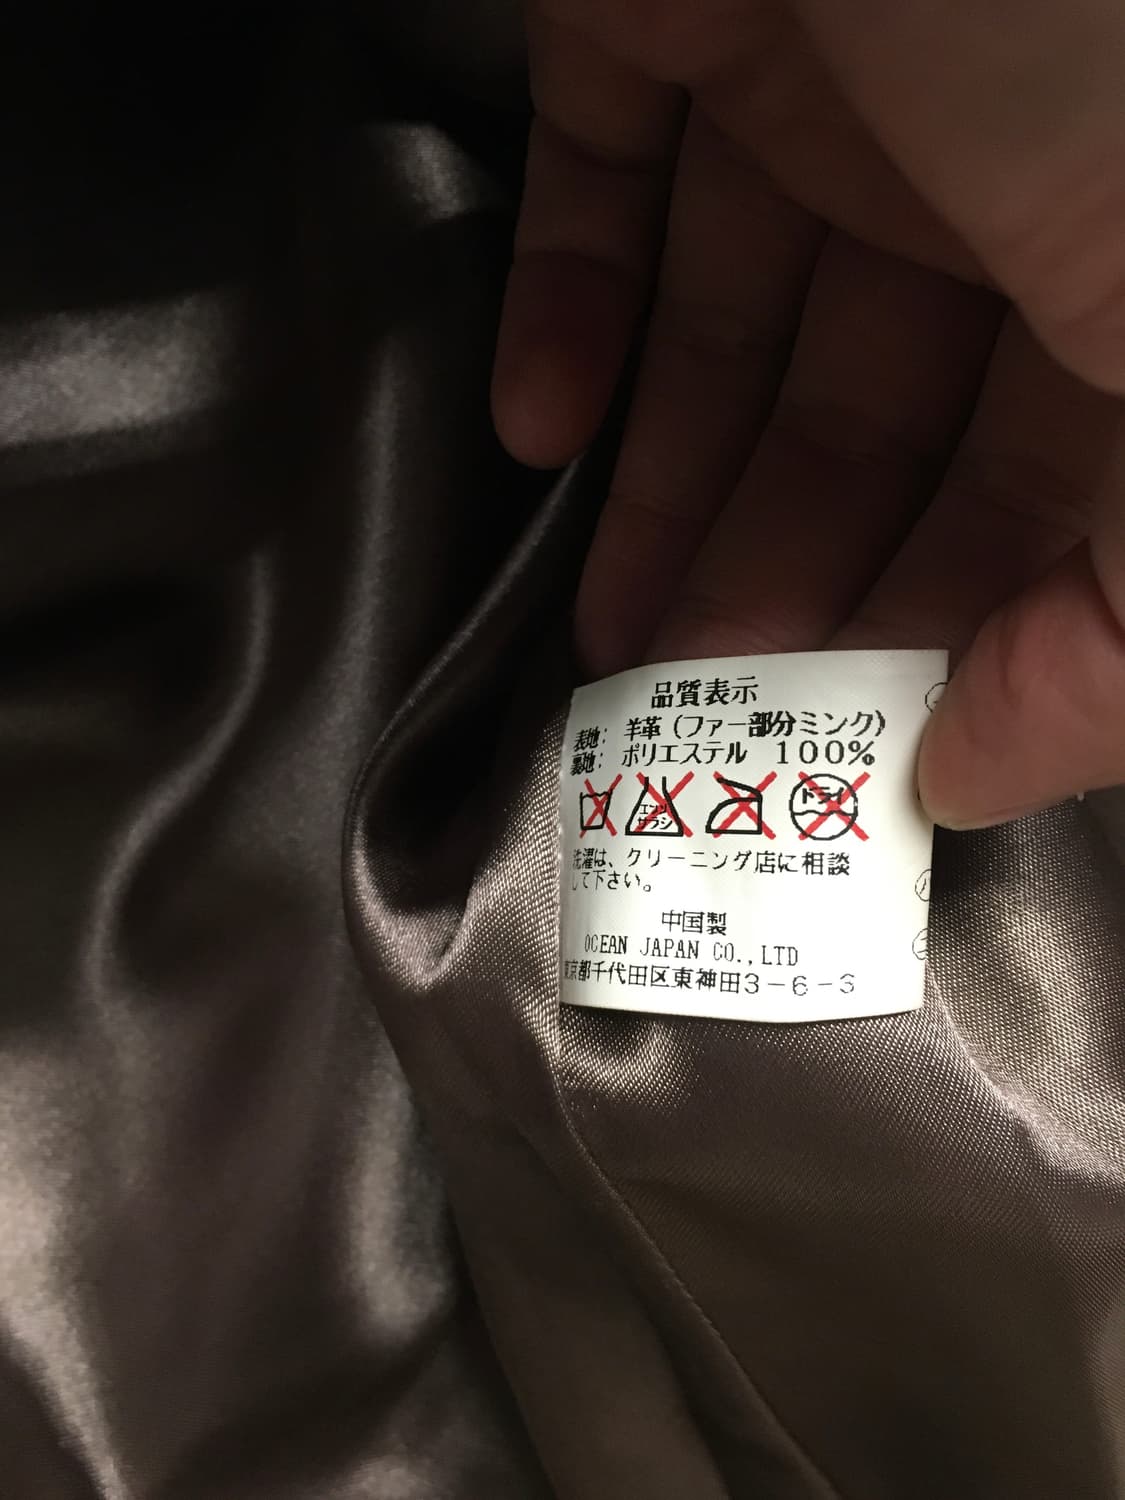 品質表示
表地: 羊革(ファー部分ミンク)
裏地: ポリエステル 100%
エンソ
サラシ
ドライ
洗濯は、クリーニング店に相談
して下さい。
中国製
OCEAN JAPAN CO.,LTD
東京都千代田区東神田3-6-3